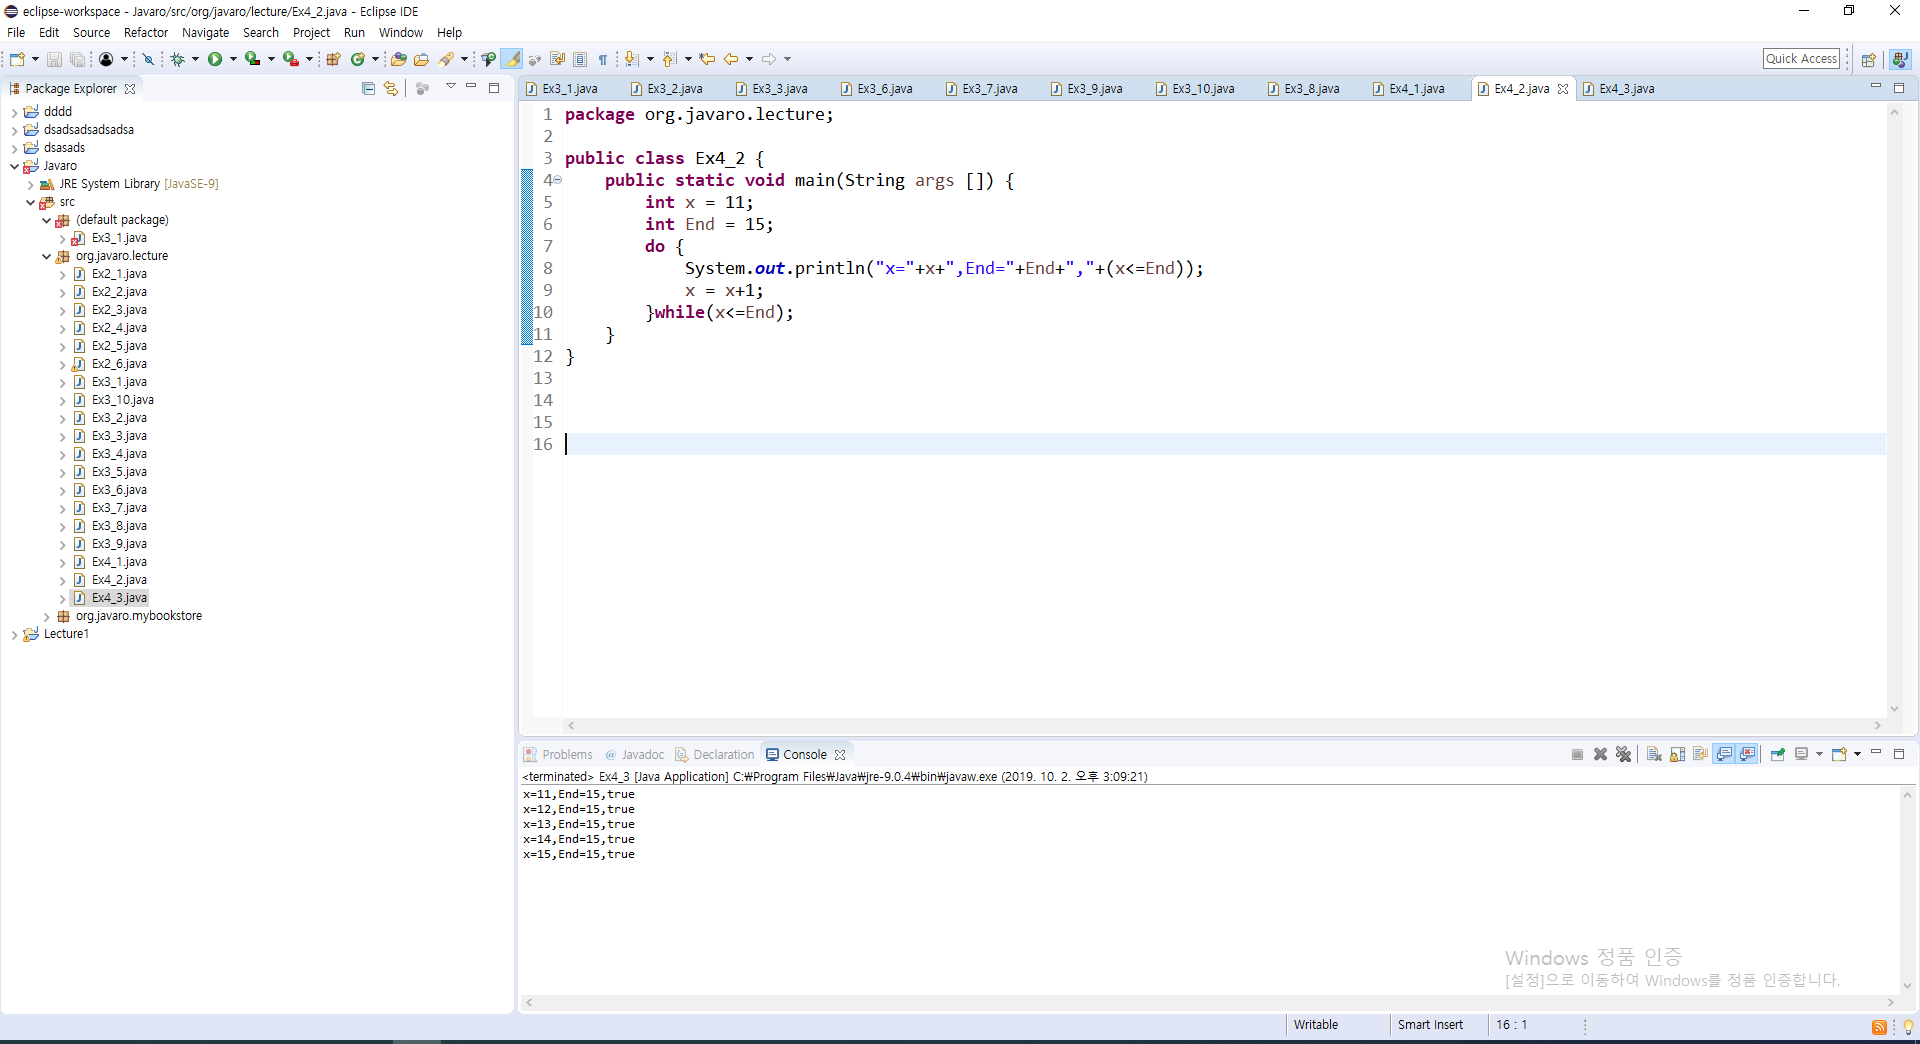 eclipse-workspace - Javaro/src/org/javaro/lecture/Ex4_2.java - Eclipse IDE
File Edit Source Refactor Navigate Search Project Run Window Help
Quick Access
Package Explorer
dddd
dsadsadsadsadsa
dsasads
Javaro
JRE System Library [JavaSE-9]
src
(default package)
Ex3_1.java
org.javaro.lecture
Ex2_1.java
Ex2_2.java
Ex2_3.java
Ex2_4.java
Ex2_5.java
Ex2_6.java
Ex3_1.java
Ex3_10.java
Ex3_2.java
Ex3_3.java
Ex3_4.java
Ex3_5.java
Ex3_6.java
Ex3_7.java
Ex3_8.java
Ex3_9.java
Ex4_1.java
Ex4_2.java
Ex4_3.java
org.javaro.mybookstore
Lecture1
Ex3_1.java Ex3_2.java Ex3_3.java Ex3_6.java Ex3_7.java Ex3_9.java Ex3_10.java Ex3_8.java Ex4_1.java Ex4_2.java Ex4_3.java
1 package org.javaro.lecture;
2
3 public class Ex4_2 {
4 public static void main(String args []) {
5 int x = 11;
6 int End = 15;
7 do {
8 System.out.println("x="+x+",End="+End+","+(x<=End));
9 x = x+1;
10 }while(x<=End);
11 }
12 }
13
14
15
16
Problems @ Javadoc Declaration Console
<terminated> Ex4_3 [Java Application] C:₩Program Files₩Java₩jre-9.0.4₩bin₩javaw.exe (2019. 10. 2. 오후 3:09:21)
x=11,End=15,true
x=12,End=15,true
x=13,End=15,true
x=14,End=15,true
x=15,End=15,true
Windows 정품 인증
[설정]으로 이동하여 Windows를 정품 인증합니다.
Writable Smart Insert 16 : 1